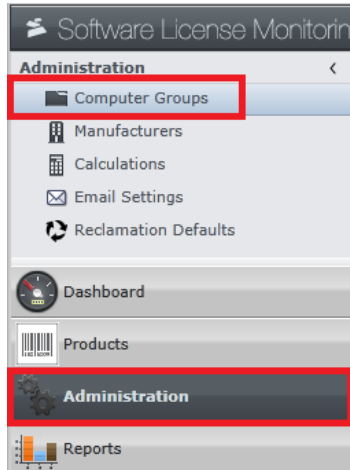 Software License Monitorin
Administration
Computer Groups
Manufacturers
Calculations
Email Settings
Reclamation Defaults
Dashboard
Products
Administration
Reports